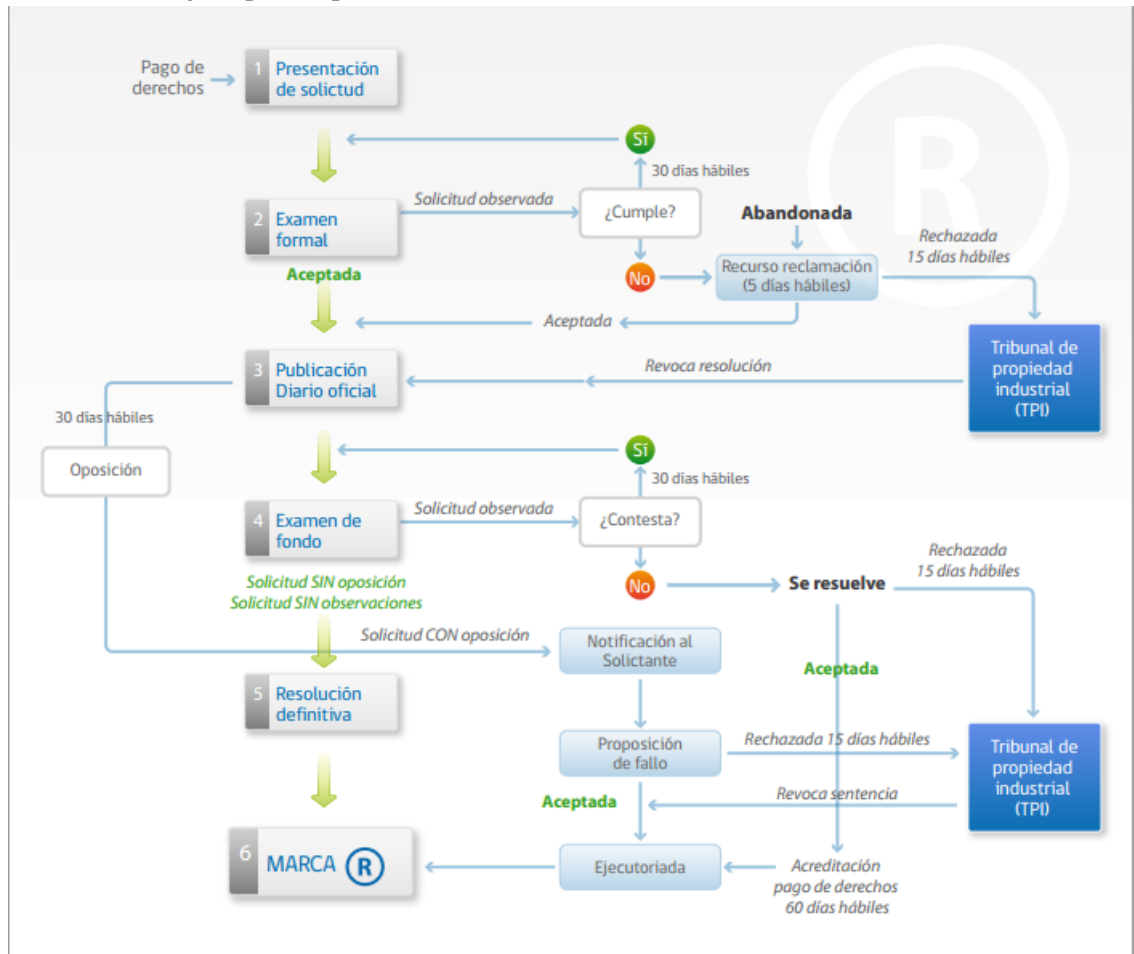 Pago de
derechos
1 Presentación
de solictud
Sí
30 días hábiles
Solicitud observada
¿Cumple?
Abandonada
2 Examen
formal
Rechazada
15 días hábiles
Aceptada
No
Recurso reclamación
(5 días hábiles)
Aceptada
Tribunal de
propiedad
industrial
(TPI)
3 Publicación
Diario oficial
Revoca resolución
30 días hábiles
Oposición
Sí
30 días hábiles
Solicitud observada
¿Contesta?
4 Examen de
fondo
Rechazada
15 días hábiles
Solicitud SIN oposición
Solicitud SIN observaciones
No
Se resuelve
Solicitud CON oposición
Notificación al
Solictante
Aceptada
5 Resolución
definitiva
Proposición
de fallo
Rechazada 15 días hábiles
Tribunal de
propiedad
industrial
(TPI)
Aceptada
Revoca sentencia
6 MARCA R
Ejecutoriada
Acreditación
pago de derechos
60 días hábiles
R